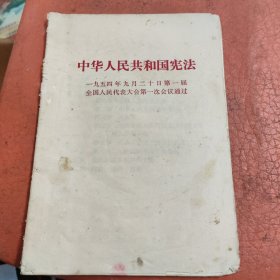 中华人民共和国宪法
一九五四年九月二十日第一届
全国人民代表大会第一次会议通过